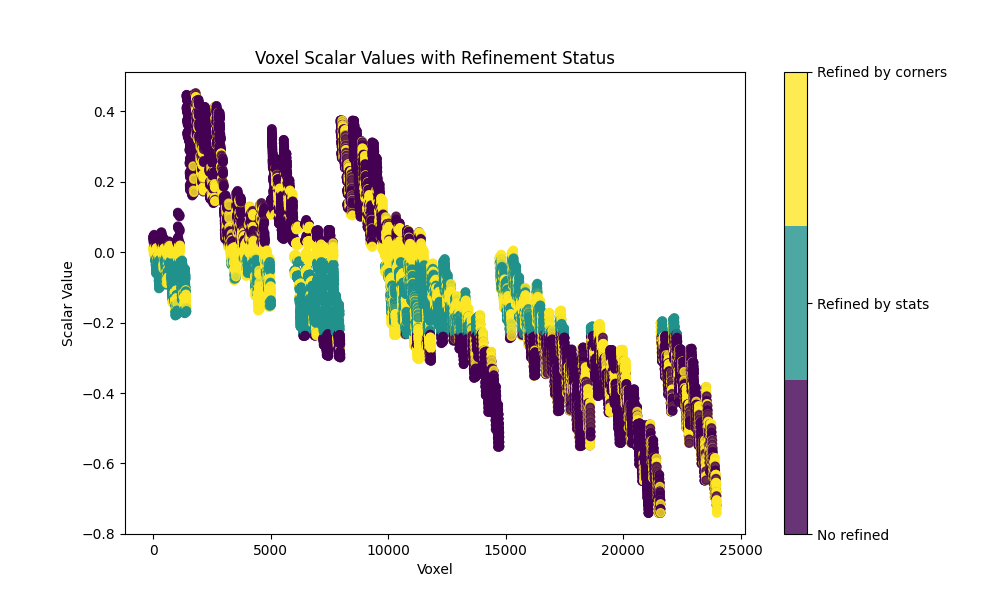 Voxel Scalar Values with Refinement Status
Scalar Value
0.4
0.2
0.0
−0.2
−0.4
−0.6
−0.8
0 5000 10000 15000 20000 25000
Voxel
Refined by corners
Refined by stats
No refined